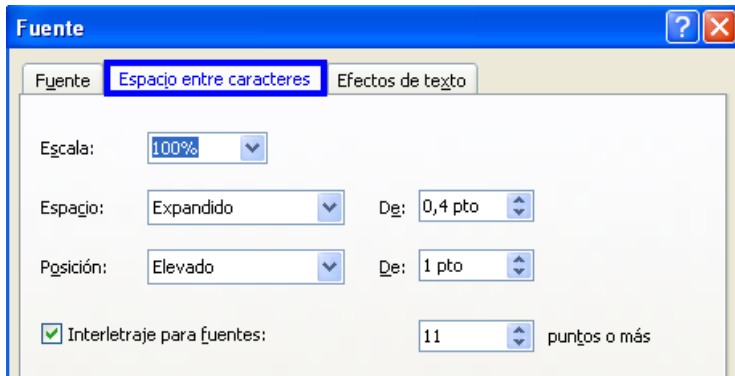 Fuente
Fuente Espacio entre caracteres Efectos de texto
Escala: 100%
Espacio: Expandido De: 0,4 pto
Posición: Elevado De: 1 pto
Interletraje para fuentes: 11 puntos o más